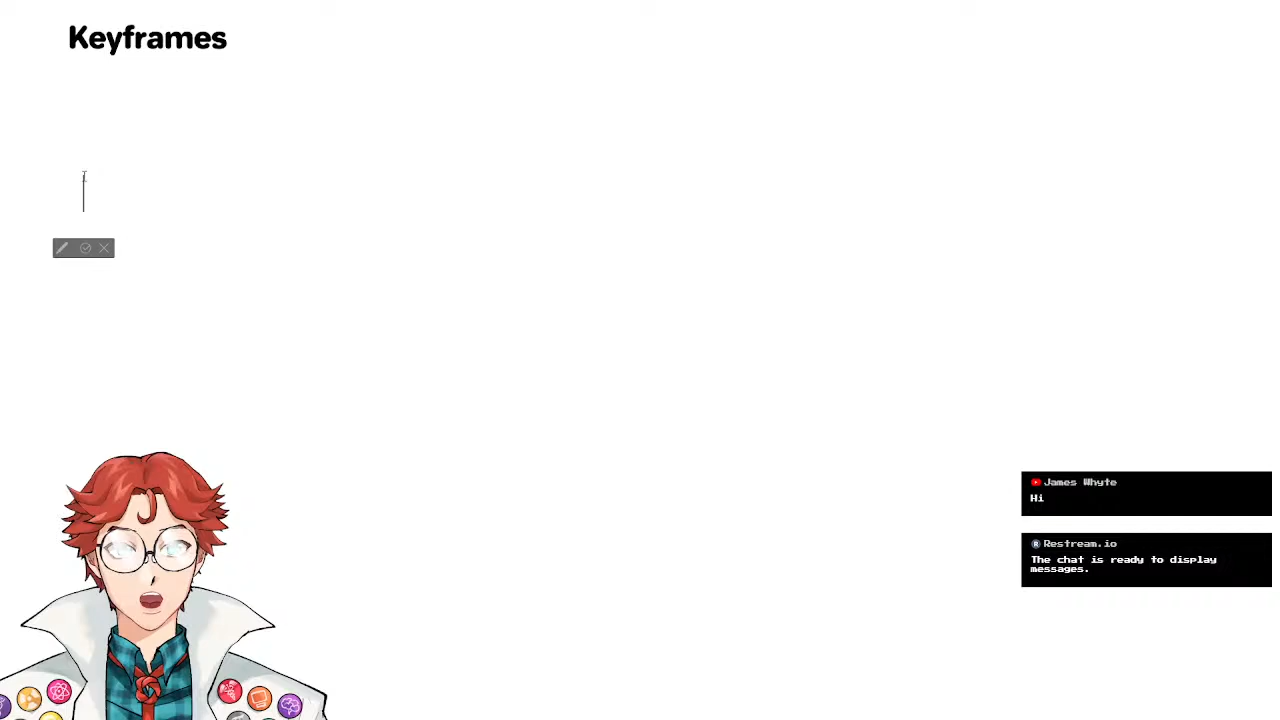 Keyframes
James Whyte
Hi
Restream.io
The chat is ready to display
messages.